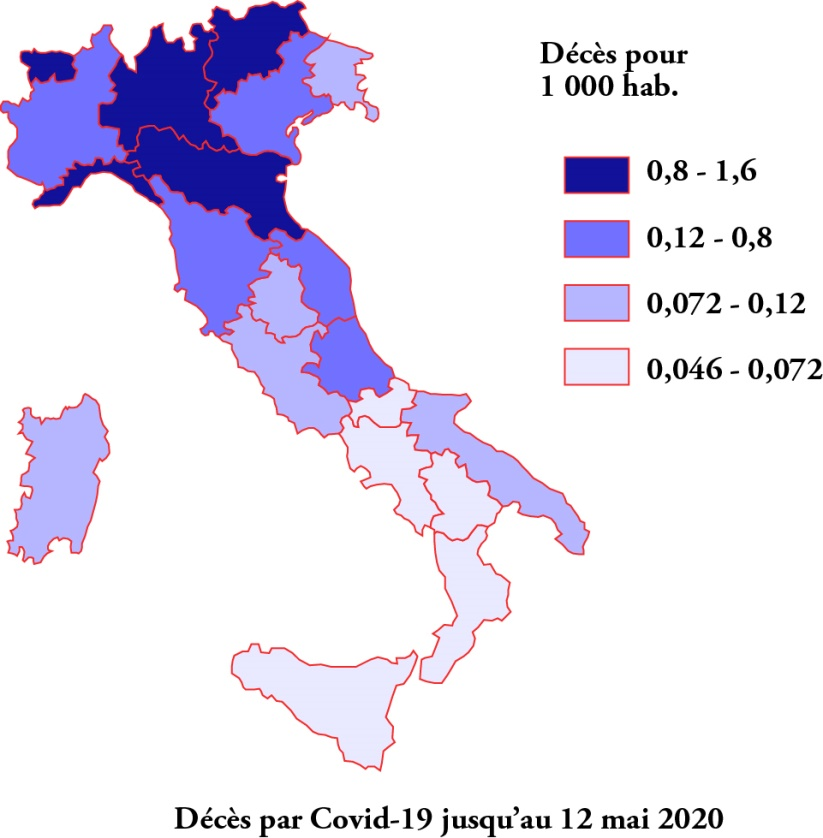 Décès pour
1 000 hab.
0,8 - 1,6
0,12 - 0,8
0,072 - 0,12
0,046 - 0,072
Décès par Covid-19 jusqu’au 12 mai 2020